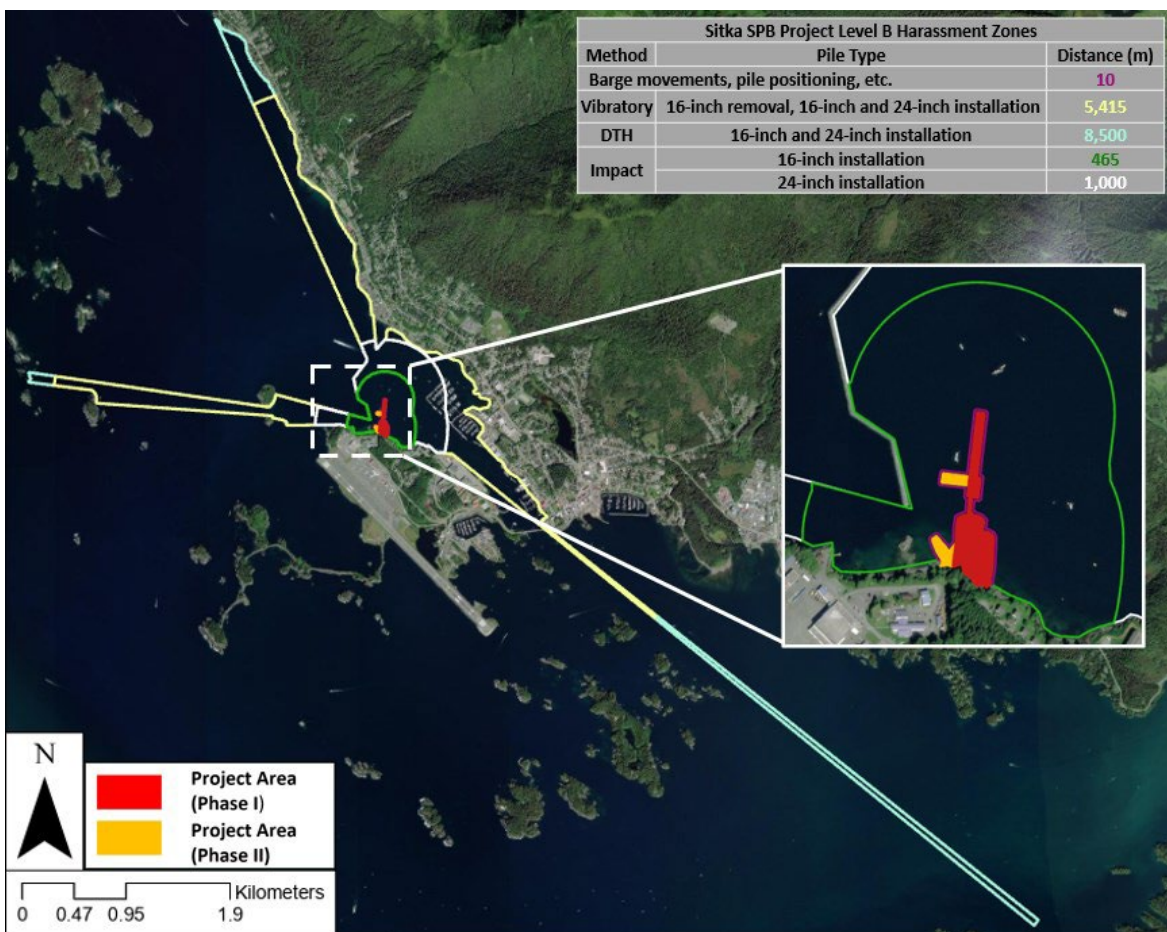 Sitka SPB Project Level B Harassment Zones
Method Pile Type Distance (m)
Barge movements, pile positioning, etc. 10
Vibratory 16-inch removal, 16-inch and 24-inch installation 5,415
DTH 16-inch and 24-inch installation 8,500
Impact 16-inch installation 465
24-inch installation 1,000
N
Project Area
(Phase I)
Project Area
(Phase II)
Kilometers
0 0.47 0.95 1.9